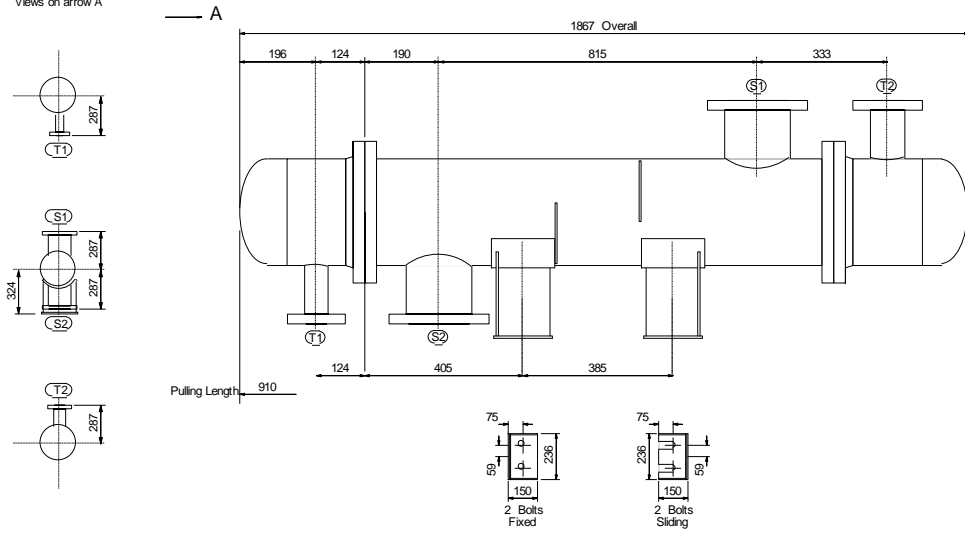 Views on arrow A
A
1867 Overall
196 124 190 815 333
S1 T2
287
T1
S1
287
324
287
S2
T1 S2
124 405 385
Pulling Length 910
T2
287
75 75
236 236
59 59
150 150
2 Bolts 2 Bolts
Fixed Sliding